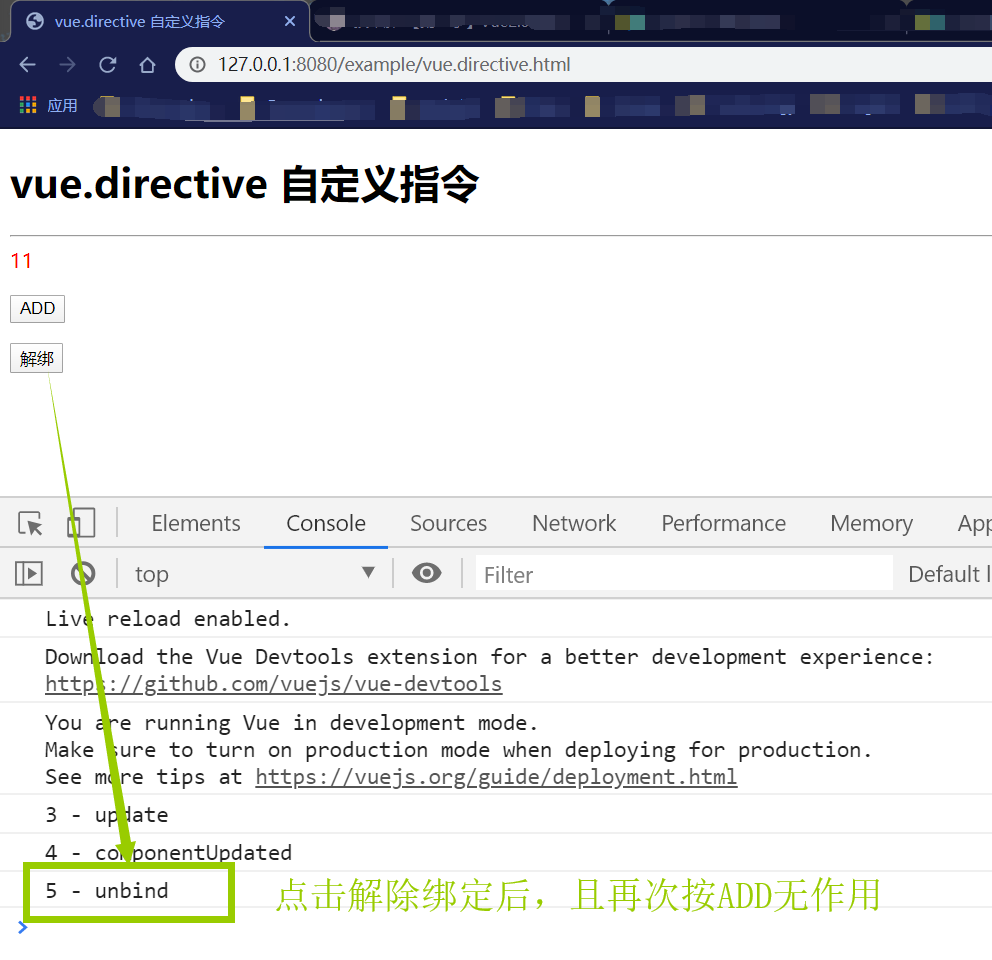 vue.directive 自定义指令
127.0.0.1:8080/example/vue.directive.html
应用
vue.directive 自定义指令
11
ADD
解绑
Elements Console Sources Network Performance Memory
top Filter Default
Live reload enabled.
Download the Vue Devtools extension for a better development experience:
https://github.com/vuejs/vue-devtools
You are running Vue in development mode.
Make sure to turn on production mode when deploying for production.
See more tips at https://vuejs.org/guide/deployment.html
3 - update
4 - componentUpdated
5 - unbind
点击解除绑定后，且再次按ADD无作用